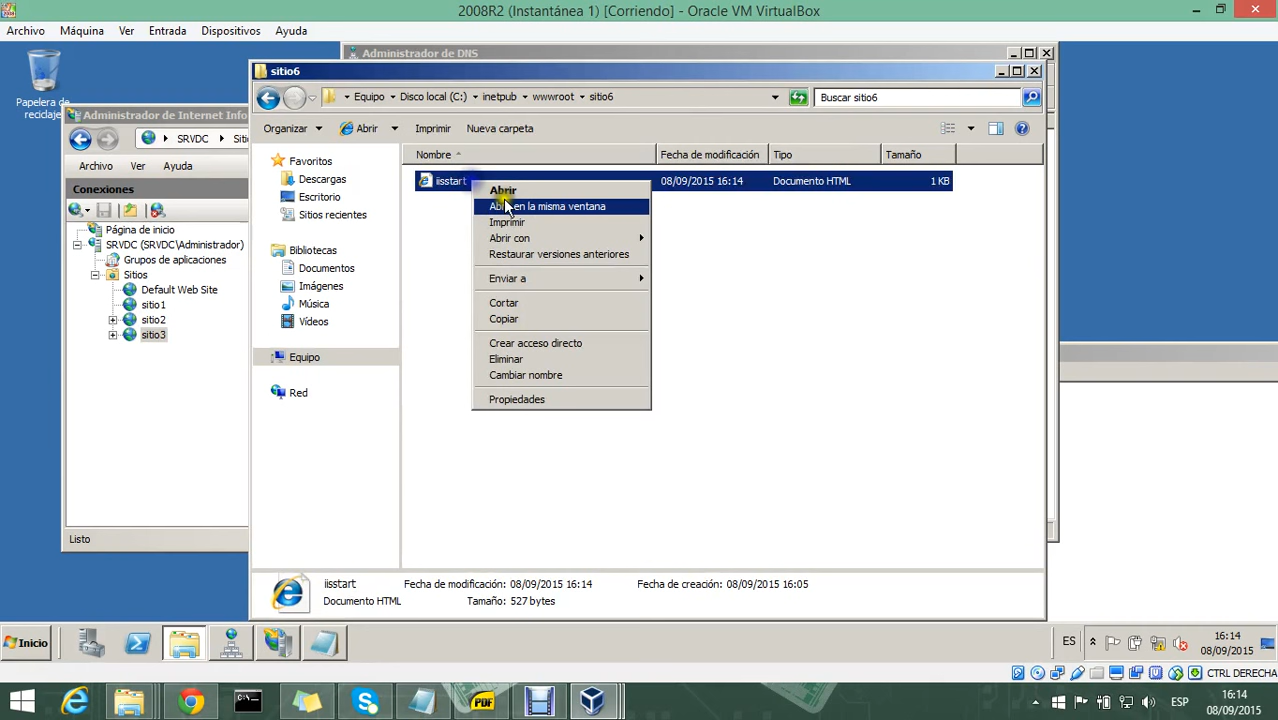 2008R2 (Instantánea 1) [Corriendo] - Oracle VM VirtualBox
Archivo Máquina Ver Entrada Dispositivos Ayuda
Papelera de reciclaje
Administrador de DNS
Administrador de Internet Info
SRVDC Siti
Archivo Ver Ayuda
Conexiones
Página de inicio
SRVDC (SRVDC\Administrador)
Grupos de aplicaciones
Sitios
Default Web Site
sitio1
sitio2
sitio3
Listo
sitio6
Equipo Disco local (C:) inetpub wwwroot sitio6
Buscar sitio6
Organizar Abrir Imprimir Nueva carpeta
Favoritos
Descargas
Escritorio
Sitios recientes
Bibliotecas
Documentos
Imágenes
Música
Vídeos
Equipo
Red
Nombre Fecha de modificación Tipo Tamaño
iisstart 08/09/2015 16:14 Documento HTML 1 KB
Abrir
Abrir en la misma ventana
Imprimir
Abrir con
Restaurar versiones anteriores
Enviar a
Cortar
Copiar
Crear acceso directo
Eliminar
Cambiar nombre
Propiedades
iisstart Fecha de modificación: 08/09/2015 16:14 Fecha de creación: 08/09/2015 16:05
Documento HTML Tamaño: 527 bytes
Inicio
ES
16:14
08/09/2015
CTRL DERECHA
PDF
ESP
16:14
08/09/2015